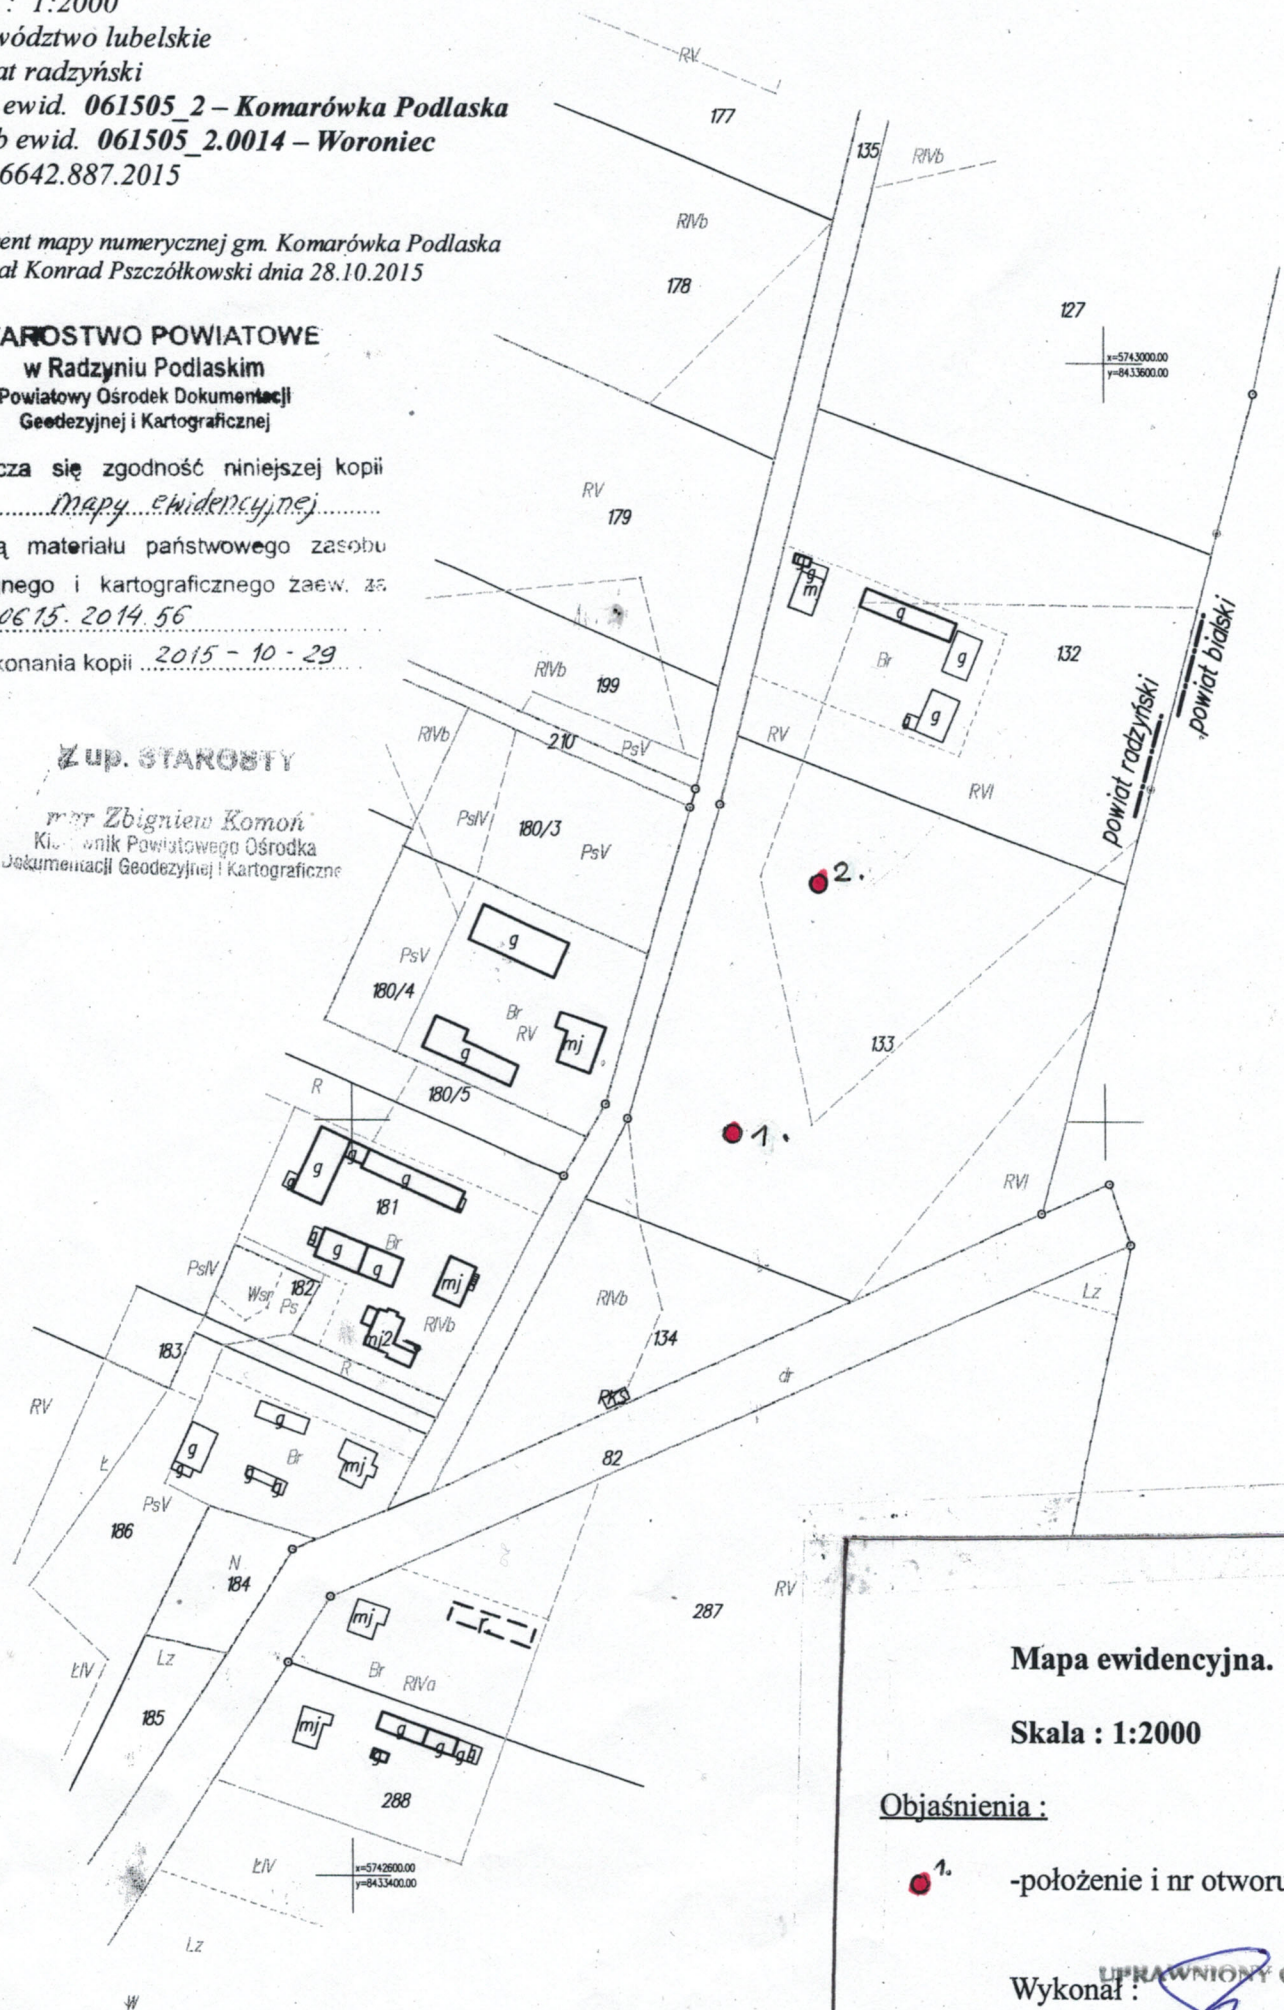 : 1:2000
wództwo lubelskie
at radzyński
ewid. 061505_2 – Komarówka Podlaska
b ewid. 061505_2.0014 – Woroniec
6642.887.2015
ent mapy numerycznej gm. Komarówka Podlaska
ał Konrad Pszczółkowski dnia 28.10.2015
AROSTWO POWIATOWE
w Radzyniu Podlaskim
Powiatowy Ośrodek Dokumentacji
Geodezyjnej i Kartograficznej
cza się zgodność niniejszej kopii
mapy ewidencyjnej
ą materiału państwowego zasobu
nego i kartograficznego zaew. za
0615.2014.56
konania kopii 2015 - 10 - 29
Z up. STAROSTY
mgr Zbigniew Komoń
Kierownik Powiatowego Ośrodka
Dokumentacji Geodezyjnej i Kartograficzne
RV
177
135
RIVb
RIVb
178
127
x=5743000.00
y=8433600.00
RV
179
g
m
g
Br
g
132
g
RIVb
199
powiat radzyński
powiat bialski
RIVb
210
PsV
RV
RVI
PsIV
180/3
PsV
2.
g
PsV
180/4
Br
RV
mj
g
133
R
180/5
1.
g
g
g
g
181
RVI
Br
g
g
g
mj
PsIV
Wsr
182
Ps
RIVb
RIVb
Lz
mj2
134
183
R
dr
RV
RKS
g
g
Br
mj
82
Ł
g
g
g
PsV
186
N
184
RV
287
mj
r
Lz
ŁIV
Br
RIVa
185
mj
g
g
g
g
288
ŁIV
x=5742600.00
y=8433400.00
Lz
W
Mapa ewidencyjna.
Skala : 1:2000
Objaśnienia :
1.
-położenie i nr otworu
UPRAWNIONY
Wykonał :